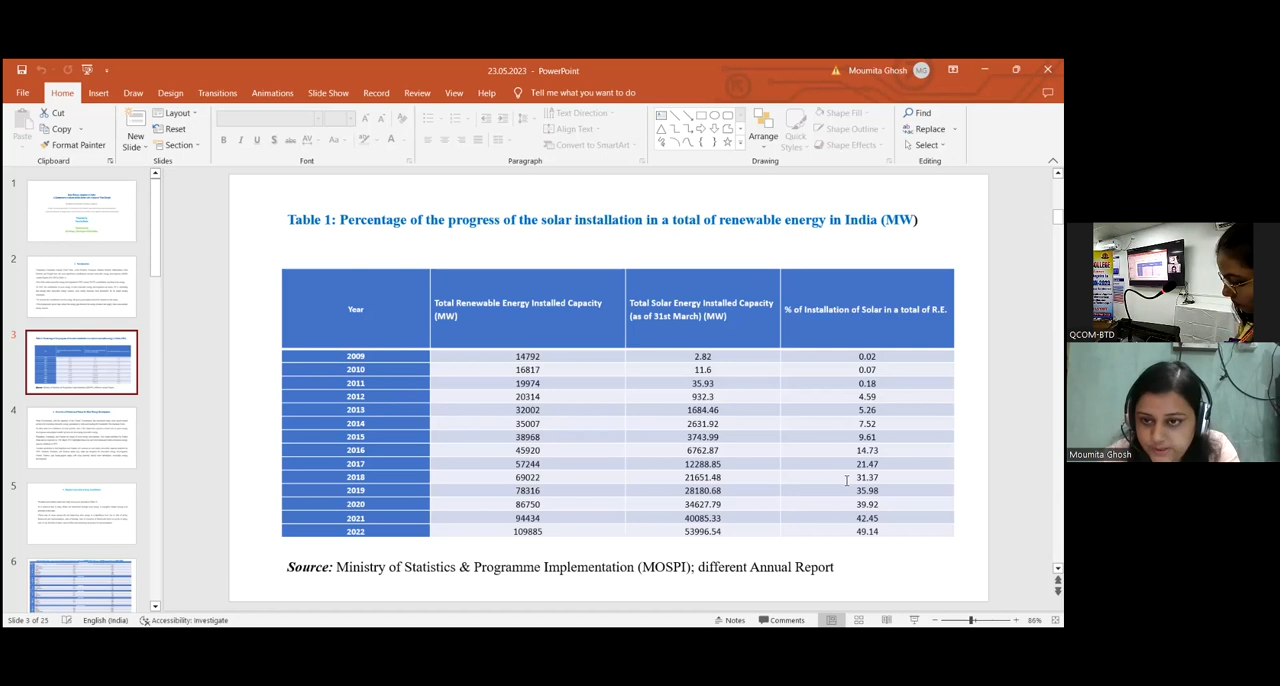 23.05.2023 - PowerPoint
Moumita Ghosh
MG
File Home Insert Draw Design Transitions Animations Slide Show Record Review View Help Tell me what you want to do
Paste
Cut
Copy
Format Painter
Clipboard
New Slide
Layout
Reset
Section
Slides
Font
Text Direction
Align Text
Convert to SmartArt
Paragraph
Arrange
Quick Styles
Shape Fill
Shape Outline
Shape Effects
Drawing
Find
Replace
Select
Editing
1
2
3
4
5
6
Table 1: Percentage of the progress of the solar installation in a total of renewable energy in India (MW)
Year
Total Renewable Energy Installed Capacity
(MW)
Total Solar Energy Installed Capacity
(as of 31st March) (MW)
% of Installation of Solar in a total of R.E.
2009 14792 2.82 0.02
2010 16817 11.6 0.07
2011 19974 35.93 0.18
2012 20314 932.3 4.59
2013 32002 1684.46 5.26
2014 35007 2631.92 7.52
2015 38968 3743.99 9.61
2016 45920 6762.87 14.73
2017 57244 12288.85 21.47
2018 69022 21651.48 31.37
2019 78316 28180.68 35.98
2020 86750 34627.79 39.92
2021 94434 40085.33 42.45
2022 109885 53996.54 49.14
Source: Ministry of Statistics & Programme Implementation (MOSPI); different Annual Report
Slide 3 of 25 English (India) Accessibility: Investigate Notes Comments 86%
QCOM-BTD
Moumita Ghosh